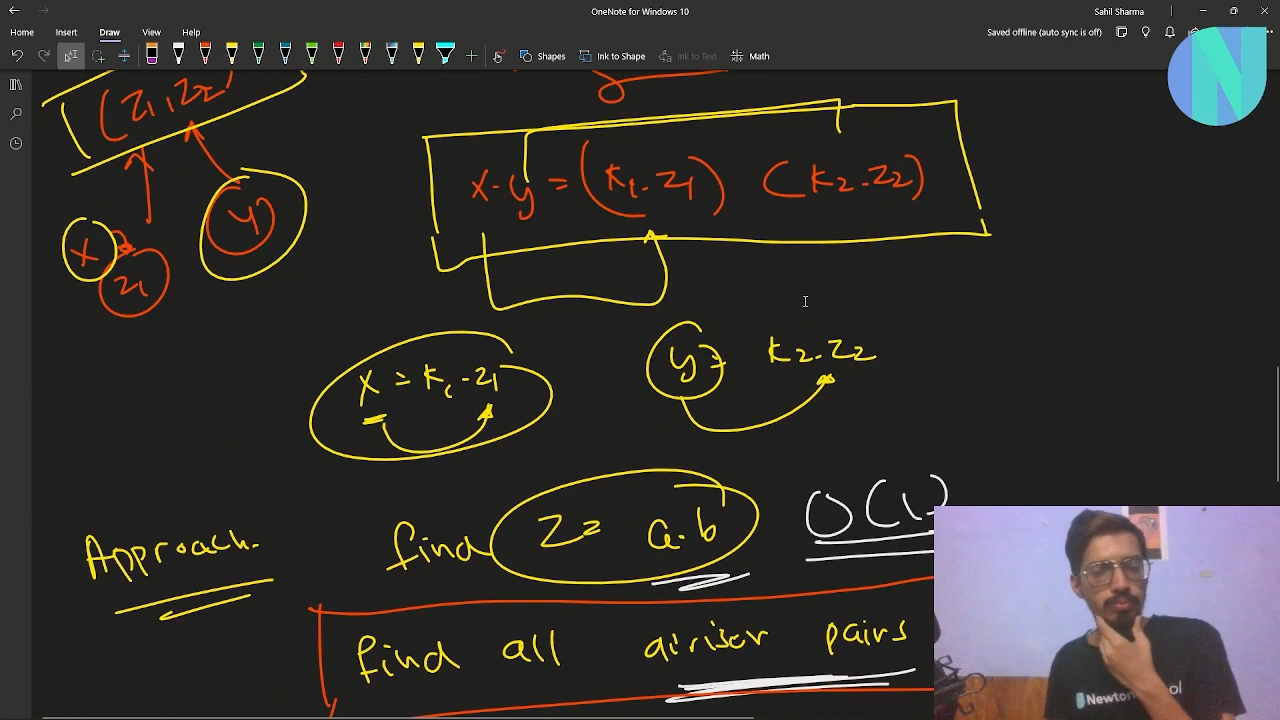 OneNote for Windows 10
Sahil Sharma
Home Insert Draw View Help
Saved offline (auto sync is off)
Shapes Ink to Shape Ink to Text Math
(Z1, Z2)
x.y = (K1.Z1) (K2.Z2)
x
y
Z1
x = K1.Z1
y = K2.Z2
Approach.
find Z = a.b O(1)
find all pairs
Newton School
N